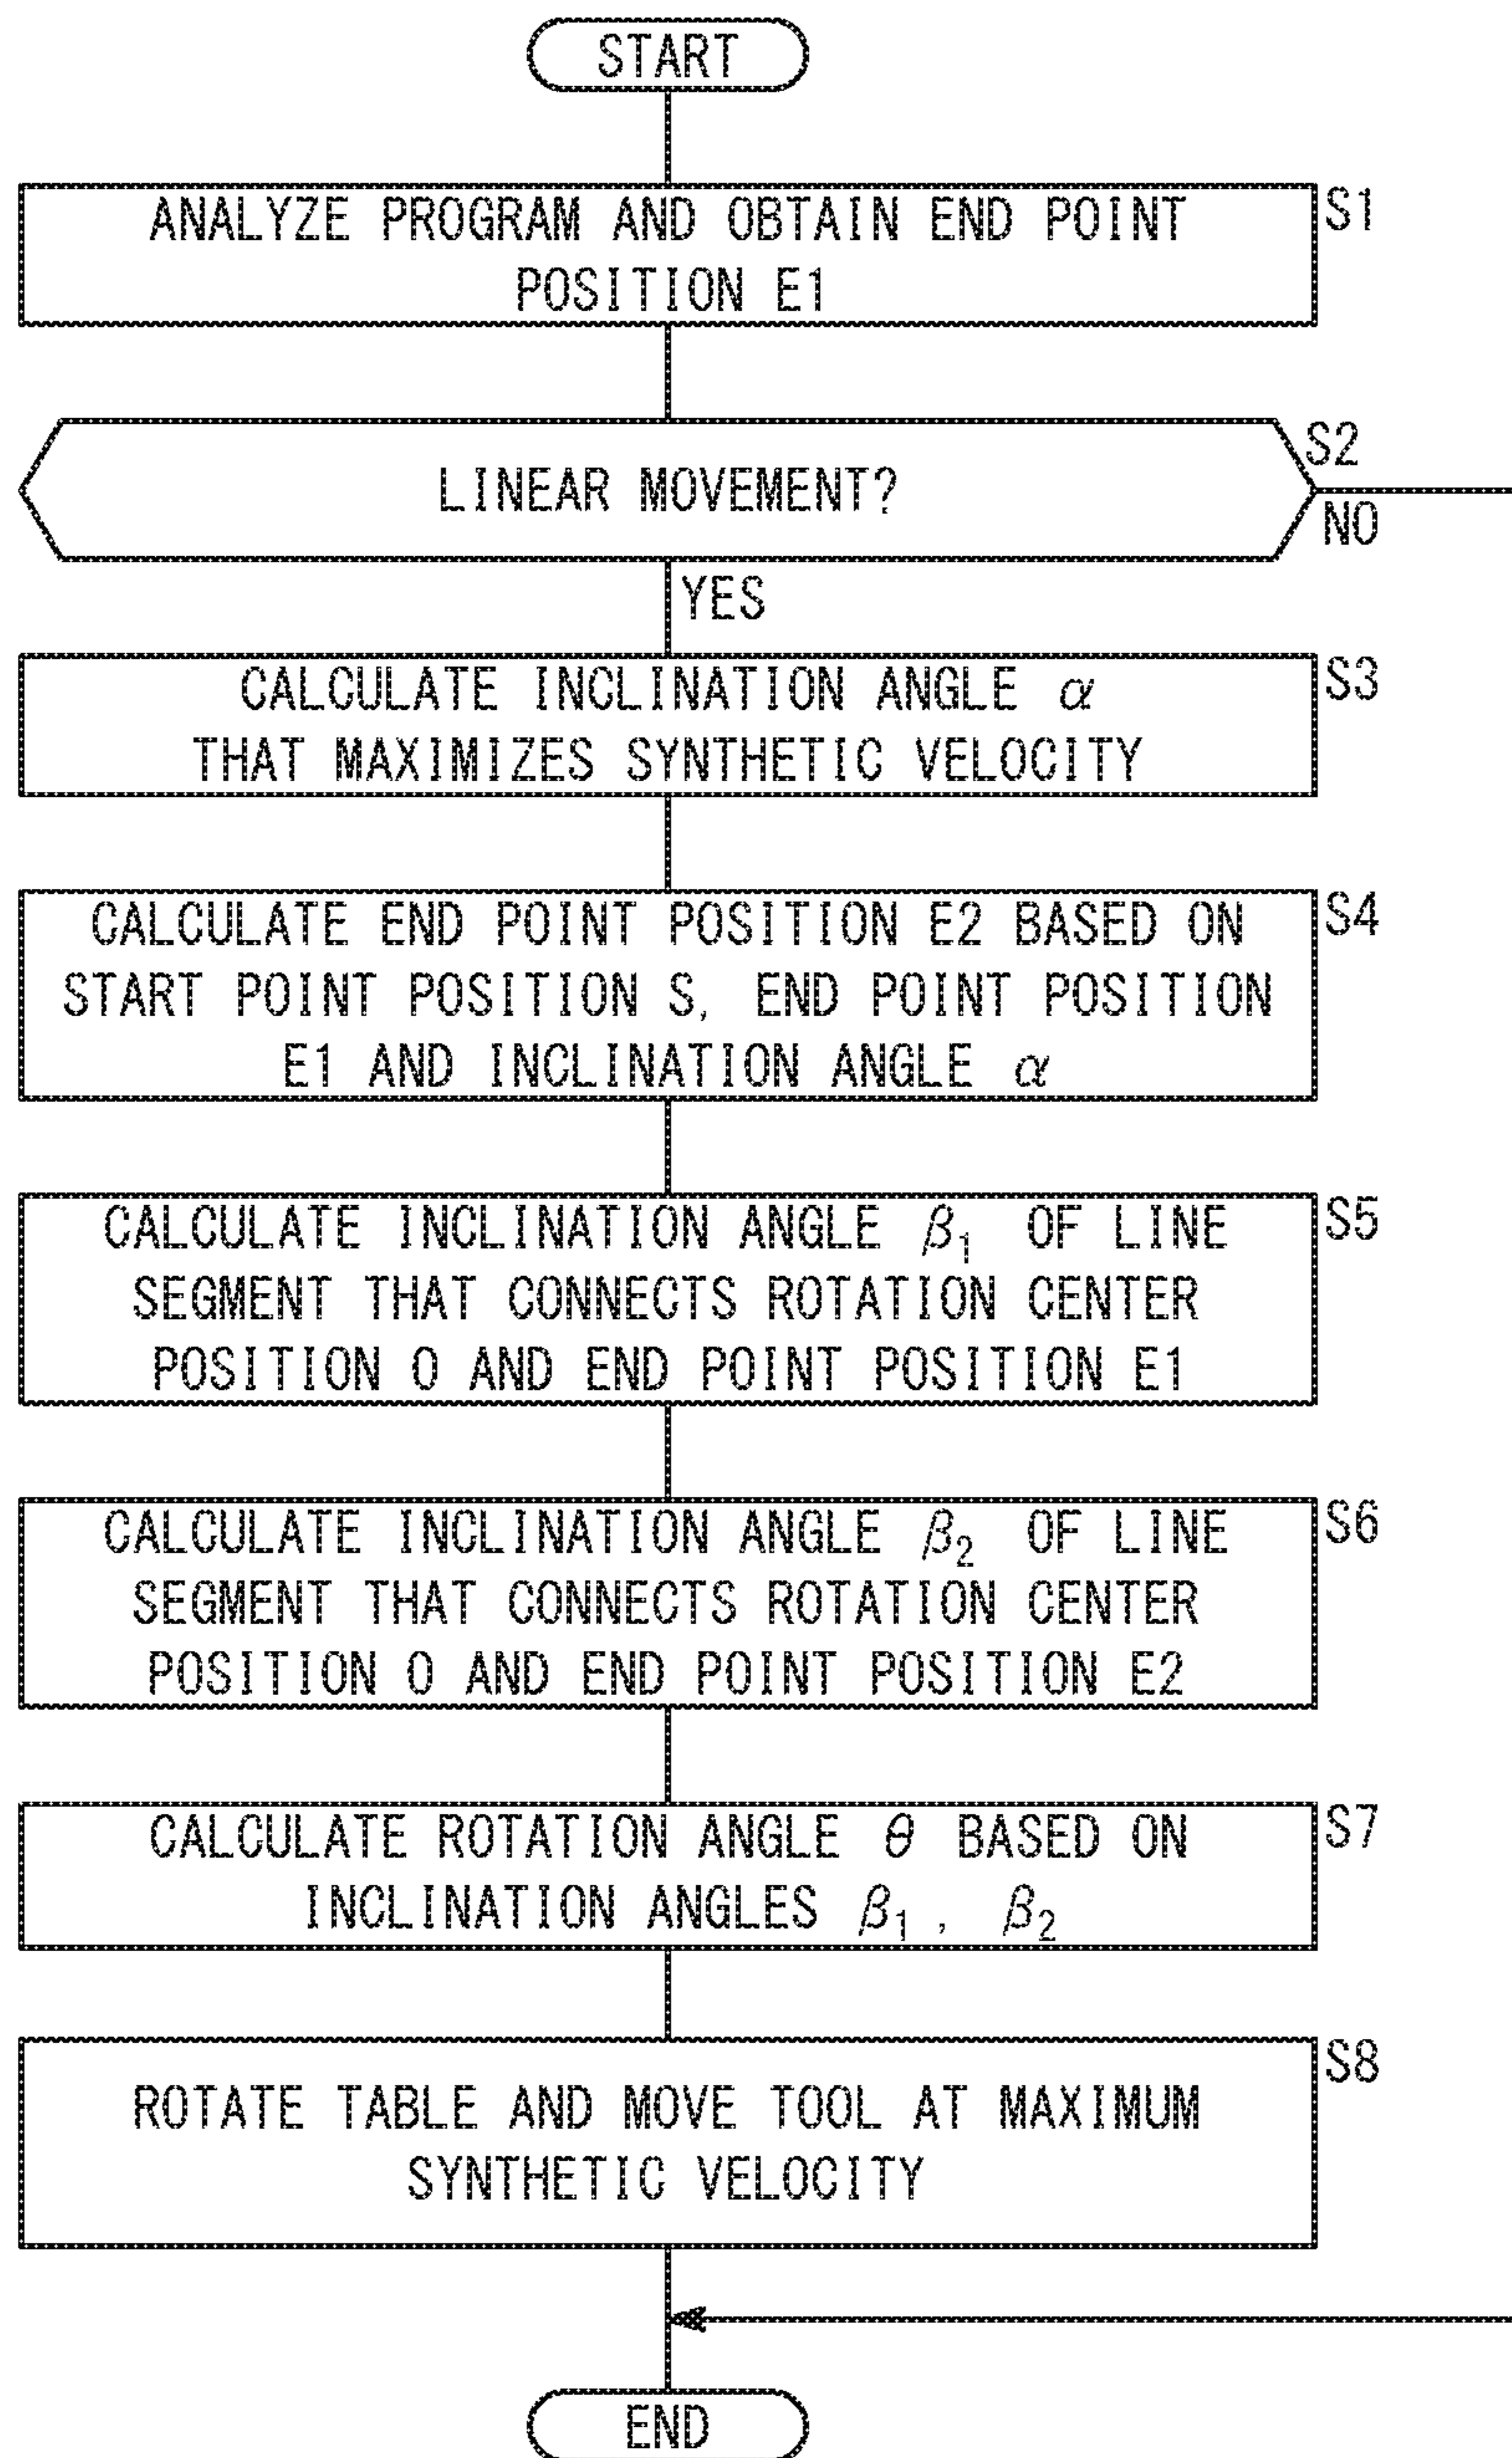 START
S1
ANALYZE PROGRAM AND OBTAIN END POINT
POSITION E1
S2
LINEAR MOVEMENT?
NO
YES
S3
CALCULATE INCLINATION ANGLE α
THAT MAXIMIZES SYNTHETIC VELOCITY
S4
CALCULATE END POINT POSITION E2 BASED ON
START POINT POSITION S, END POINT POSITION
E1 AND INCLINATION ANGLE α
S5
CALCULATE INCLINATION ANGLE β₁ OF LINE
SEGMENT THAT CONNECTS ROTATION CENTER
POSITION O AND END POINT POSITION E1
S6
CALCULATE INCLINATION ANGLE β₂ OF LINE
SEGMENT THAT CONNECTS ROTATION CENTER
POSITION O AND END POINT POSITION E2
S7
CALCULATE ROTATION ANGLE θ BASED ON
INCLINATION ANGLES β₁, β₂
S8
ROTATE TABLE AND MOVE TOOL AT MAXIMUM
SYNTHETIC VELOCITY
END